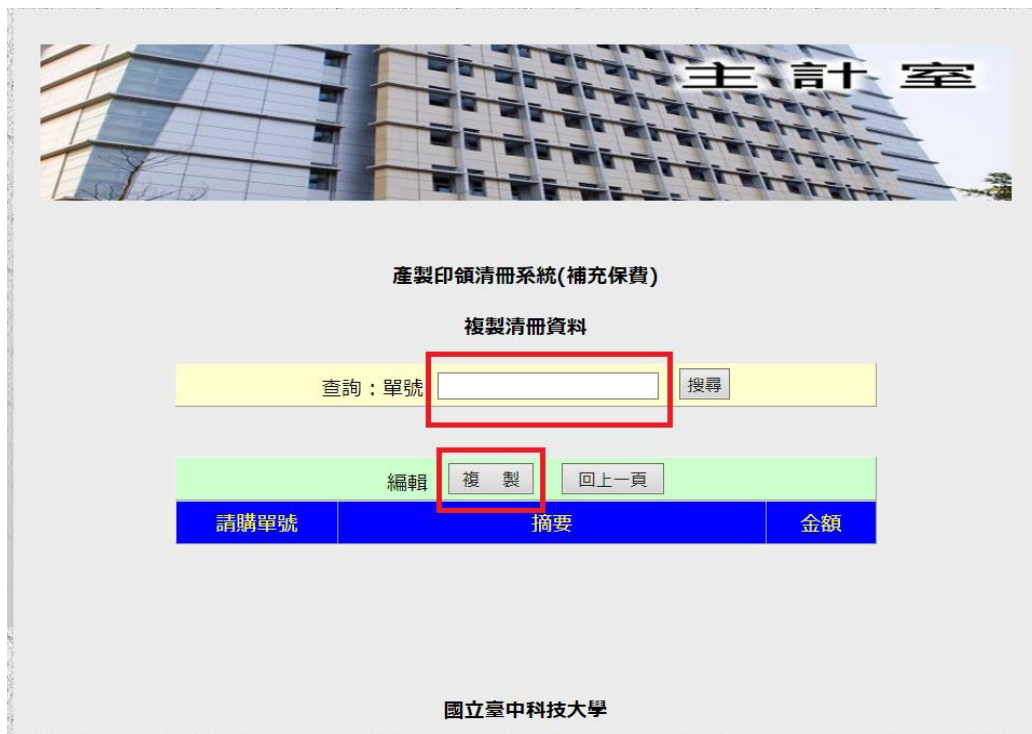 主計室
產製印領清冊系統(補充保費)
複製清冊資料
查詢：單號 搜尋
編輯 複 製 回上一頁
請購單號 摘要 金額
國立臺中科技大學